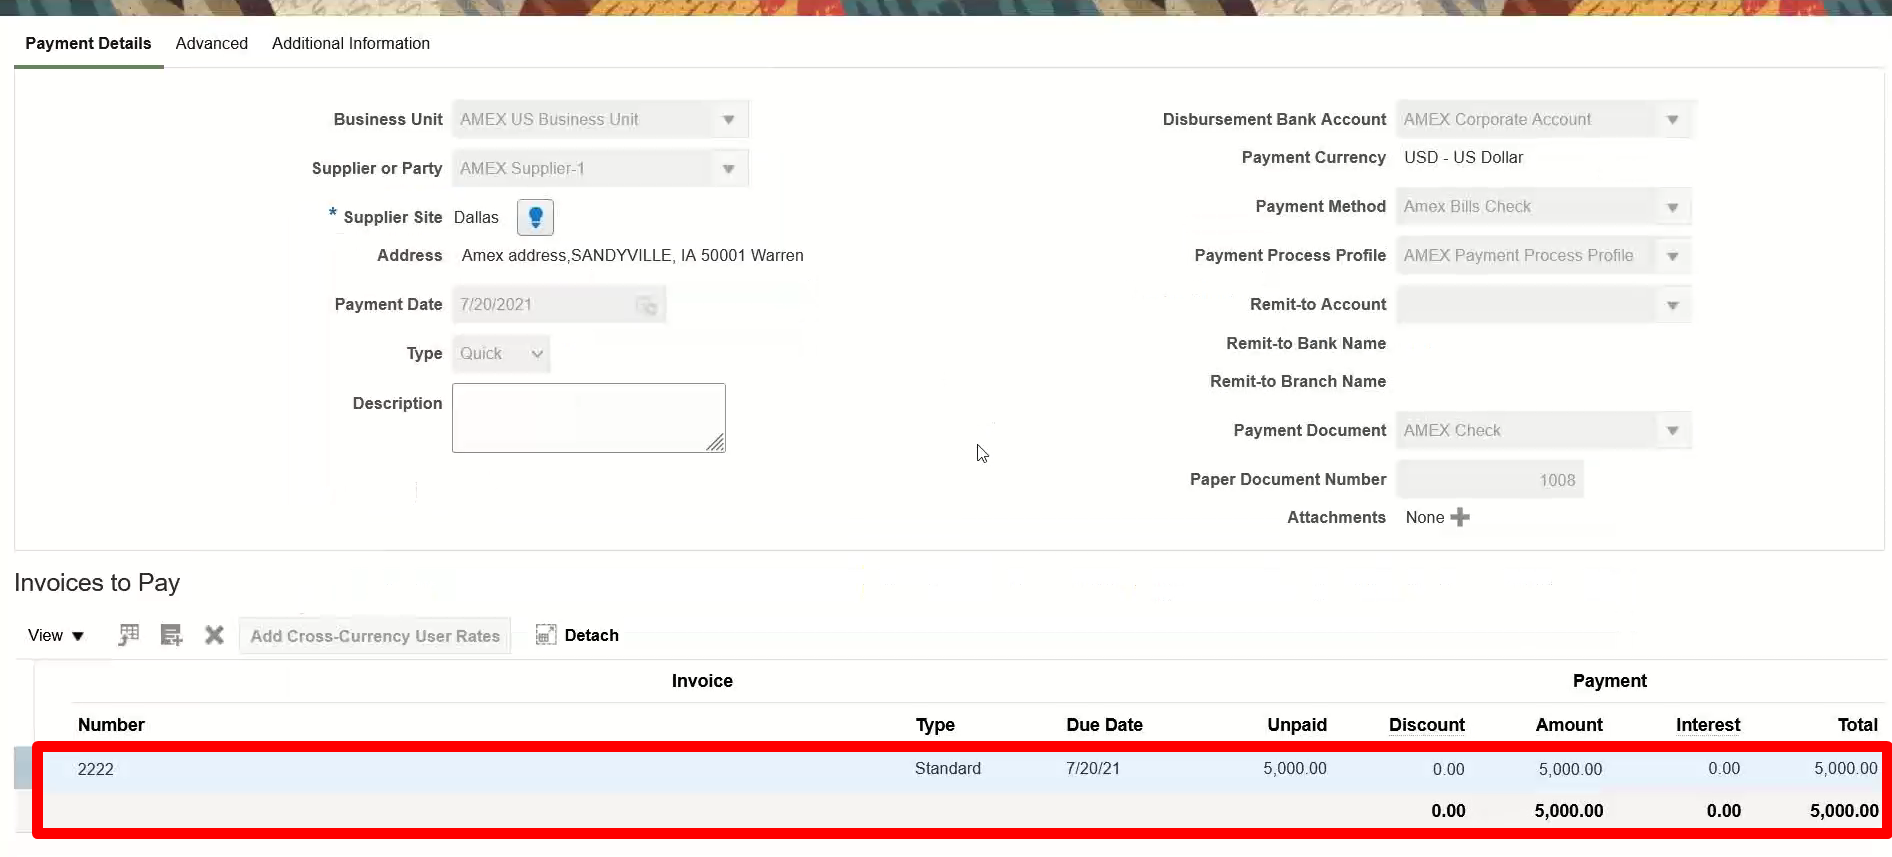 Payment Details Advanced Additional Information
Business Unit AMEX US Business Unit
Supplier or Party AMEX Supplier-1
* Supplier Site Dallas
Address Amex address,SANDYVILLE, IA 50001 Warren
Payment Date 7/20/2021
Type Quick
Description
Disbursement Bank Account AMEX Corporate Account
Payment Currency USD - US Dollar
Payment Method Amex Bills Check
Payment Process Profile AMEX Payment Process Profile
Remit-to Account
Remit-to Bank Name
Remit-to Branch Name
Payment Document AMEX Check
Paper Document Number 1008
Attachments None
Invoices to Pay
View Add Cross-Currency User Rates Detach
Invoice Payment
Number Type Due Date Unpaid Discount Amount Interest Total
2222 Standard 7/20/21 5,000.00 0.00 5,000.00 0.00 5,000.00
0.00 5,000.00 0.00 5,000.00